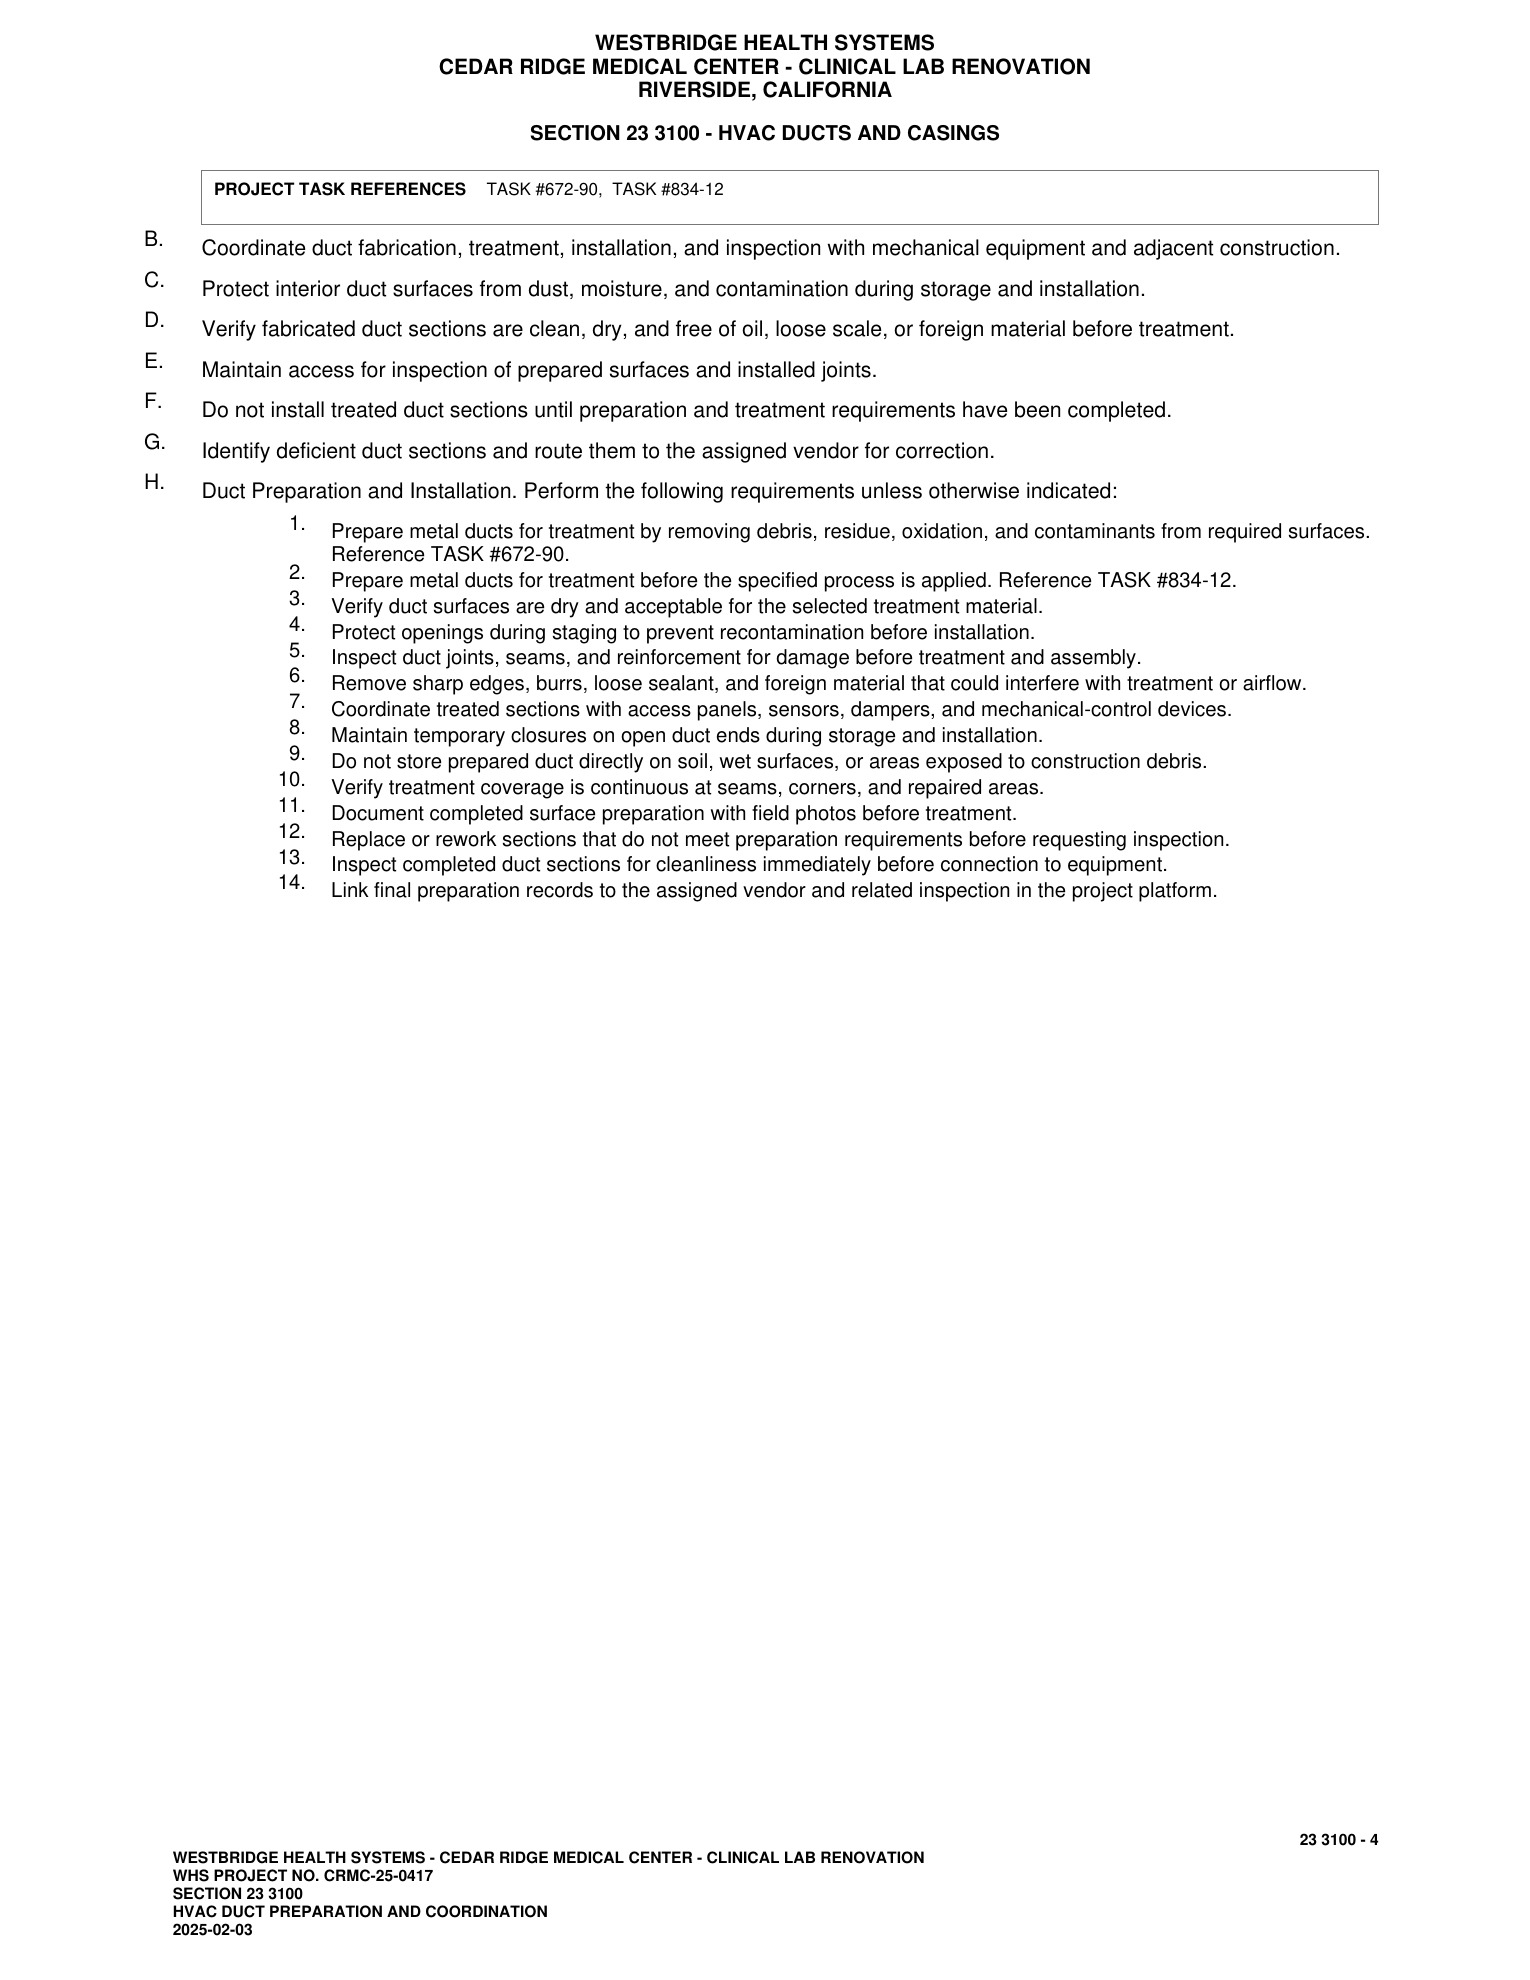 WESTBRIDGE HEALTH SYSTEMS
CEDAR RIDGE MEDICAL CENTER - CLINICAL LAB RENOVATION
RIVERSIDE, CALIFORNIA
SECTION 23 3100 - HVAC DUCTS AND CASINGS
PROJECT TASK REFERENCES TASK #672-90, TASK #834-12
B. Coordinate duct fabrication, treatment, installation, and inspection with mechanical equipment and adjacent construction.
C. Protect interior duct surfaces from dust, moisture, and contamination during storage and installation.
D. Verify fabricated duct sections are clean, dry, and free of oil, loose scale, or foreign material before treatment.
E. Maintain access for inspection of prepared surfaces and installed joints.
F. Do not install treated duct sections until preparation and treatment requirements have been completed.
G. Identify deficient duct sections and route them to the assigned vendor for correction.
H. Duct Preparation and Installation. Perform the following requirements unless otherwise indicated:
1. Prepare metal ducts for treatment by removing debris, residue, oxidation, and contaminants from required surfaces.
Reference TASK #672-90.
2. Prepare metal ducts for treatment before the specified process is applied. Reference TASK #834-12.
3. Verify duct surfaces are dry and acceptable for the selected treatment material.
4. Protect openings during staging to prevent recontamination before installation.
5. Inspect duct joints, seams, and reinforcement for damage before treatment and assembly.
6. Remove sharp edges, burrs, loose sealant, and foreign material that could interfere with treatment or airflow.
7. Coordinate treated sections with access panels, sensors, dampers, and mechanical-control devices.
8. Maintain temporary closures on open duct ends during storage and installation.
9. Do not store prepared duct directly on soil, wet surfaces, or areas exposed to construction debris.
10. Verify treatment coverage is continuous at seams, corners, and repaired areas.
11. Document completed surface preparation with field photos before treatment.
12. Replace or rework sections that do not meet preparation requirements before requesting inspection.
13. Inspect completed duct sections for cleanliness immediately before connection to equipment.
14. Link final preparation records to the assigned vendor and related inspection in the project platform.
23 3100 - 4
WESTBRIDGE HEALTH SYSTEMS - CEDAR RIDGE MEDICAL CENTER - CLINICAL LAB RENOVATION
WHS PROJECT NO. CRMC-25-0417
SECTION 23 3100
HVAC DUCT PREPARATION AND COORDINATION
2025-02-03